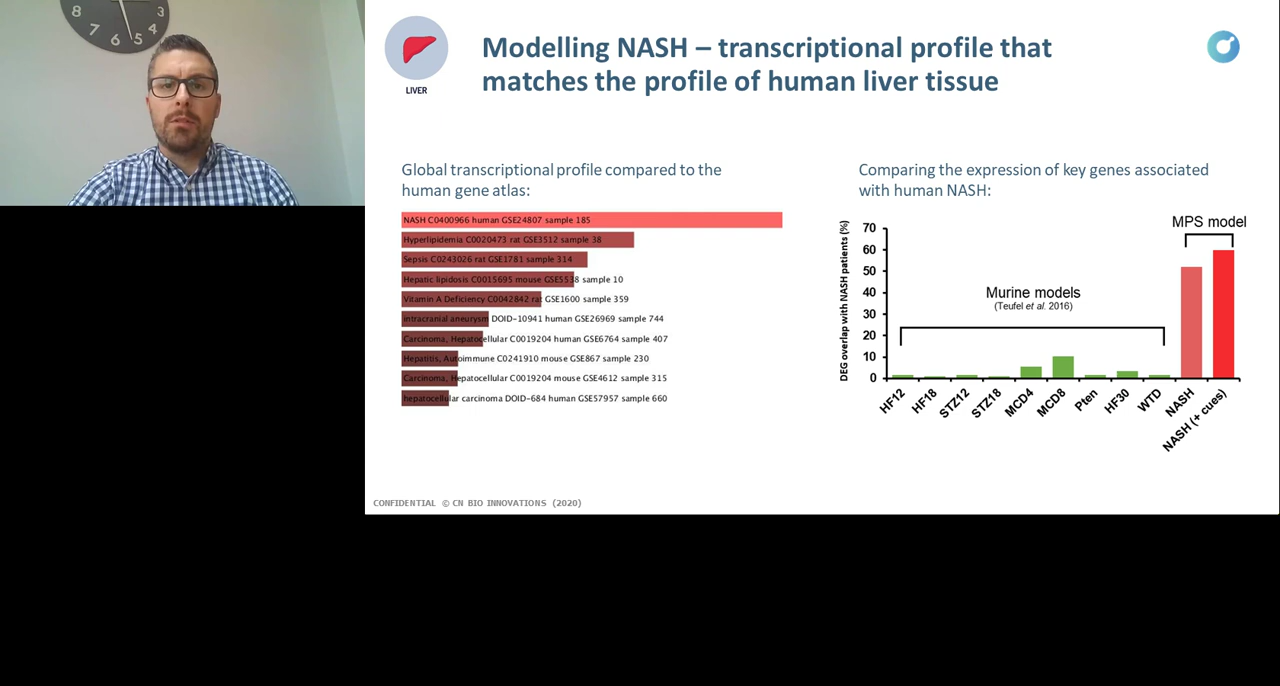 8
7
6
5
4
3
LIVER
Modelling NASH – transcriptional profile that
matches the profile of human liver tissue
Global transcriptional profile compared to the
human gene atlas:
NASH C0400966 human GSE24807 sample 185
Hyperlipidemia C0020473 rat GSE3512 sample 38
Sepsis C0243026 rat GSE1781 sample 314
Hepatic lipidosis C0015695 mouse GSE5538 sample 10
Vitamin A Deficiency C0042842 rat GSE1600 sample 359
intracranial aneurysm DOID-10941 human GSE26969 sample 744
Carcinoma, Hepatocellular C0019204 human GSE6764 sample 407
Hepatitis, Autoimmune C0241910 mouse GSE867 sample 230
Carcinoma, Hepatocellular C0019204 mouse GSE4612 sample 315
hepatocellular carcinoma DOID-684 human GSE57957 sample 660
Comparing the expression of key genes associated
with human NASH:
DEG overlap with NASH patients (%)
70
60
50
40
30
20
10
0
Murine models
(Teufel et al. 2016)
MPS model
HF12
HF18
STZ12
STZ18
MCD4
MCD8
Pten
HF30
WTD
NASH
NASH (+ cues)
CONFIDENTIAL © CN BIO INNOVATIONS (2020)